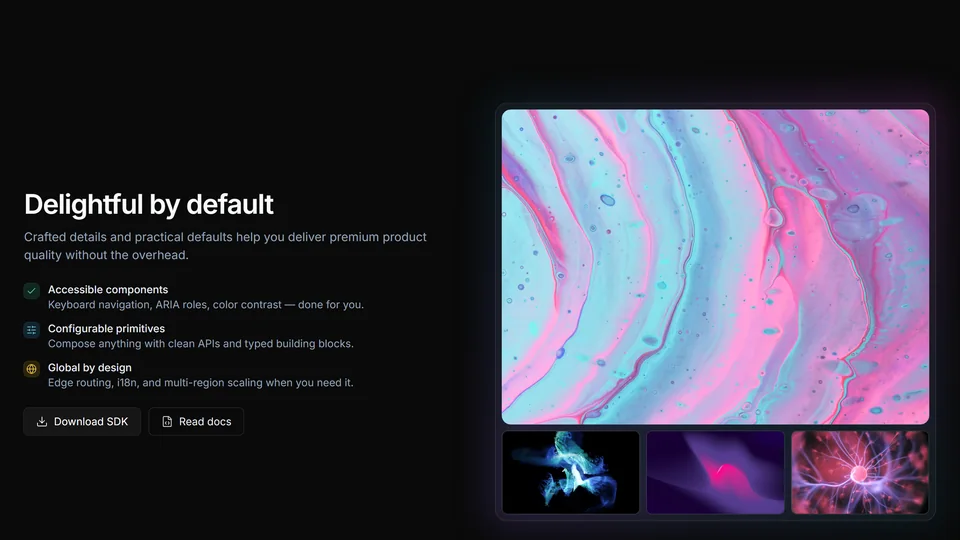 Delightful by default
Crafted details and practical defaults help you deliver premium product
quality without the overhead.
Accessible components
Keyboard navigation, ARIA roles, color contrast — done for you.
Configurable primitives
Compose anything with clean APIs and typed building blocks.
Global by design
Edge routing, i18n, and multi-region scaling when you need it.
Download SDK
Read docs